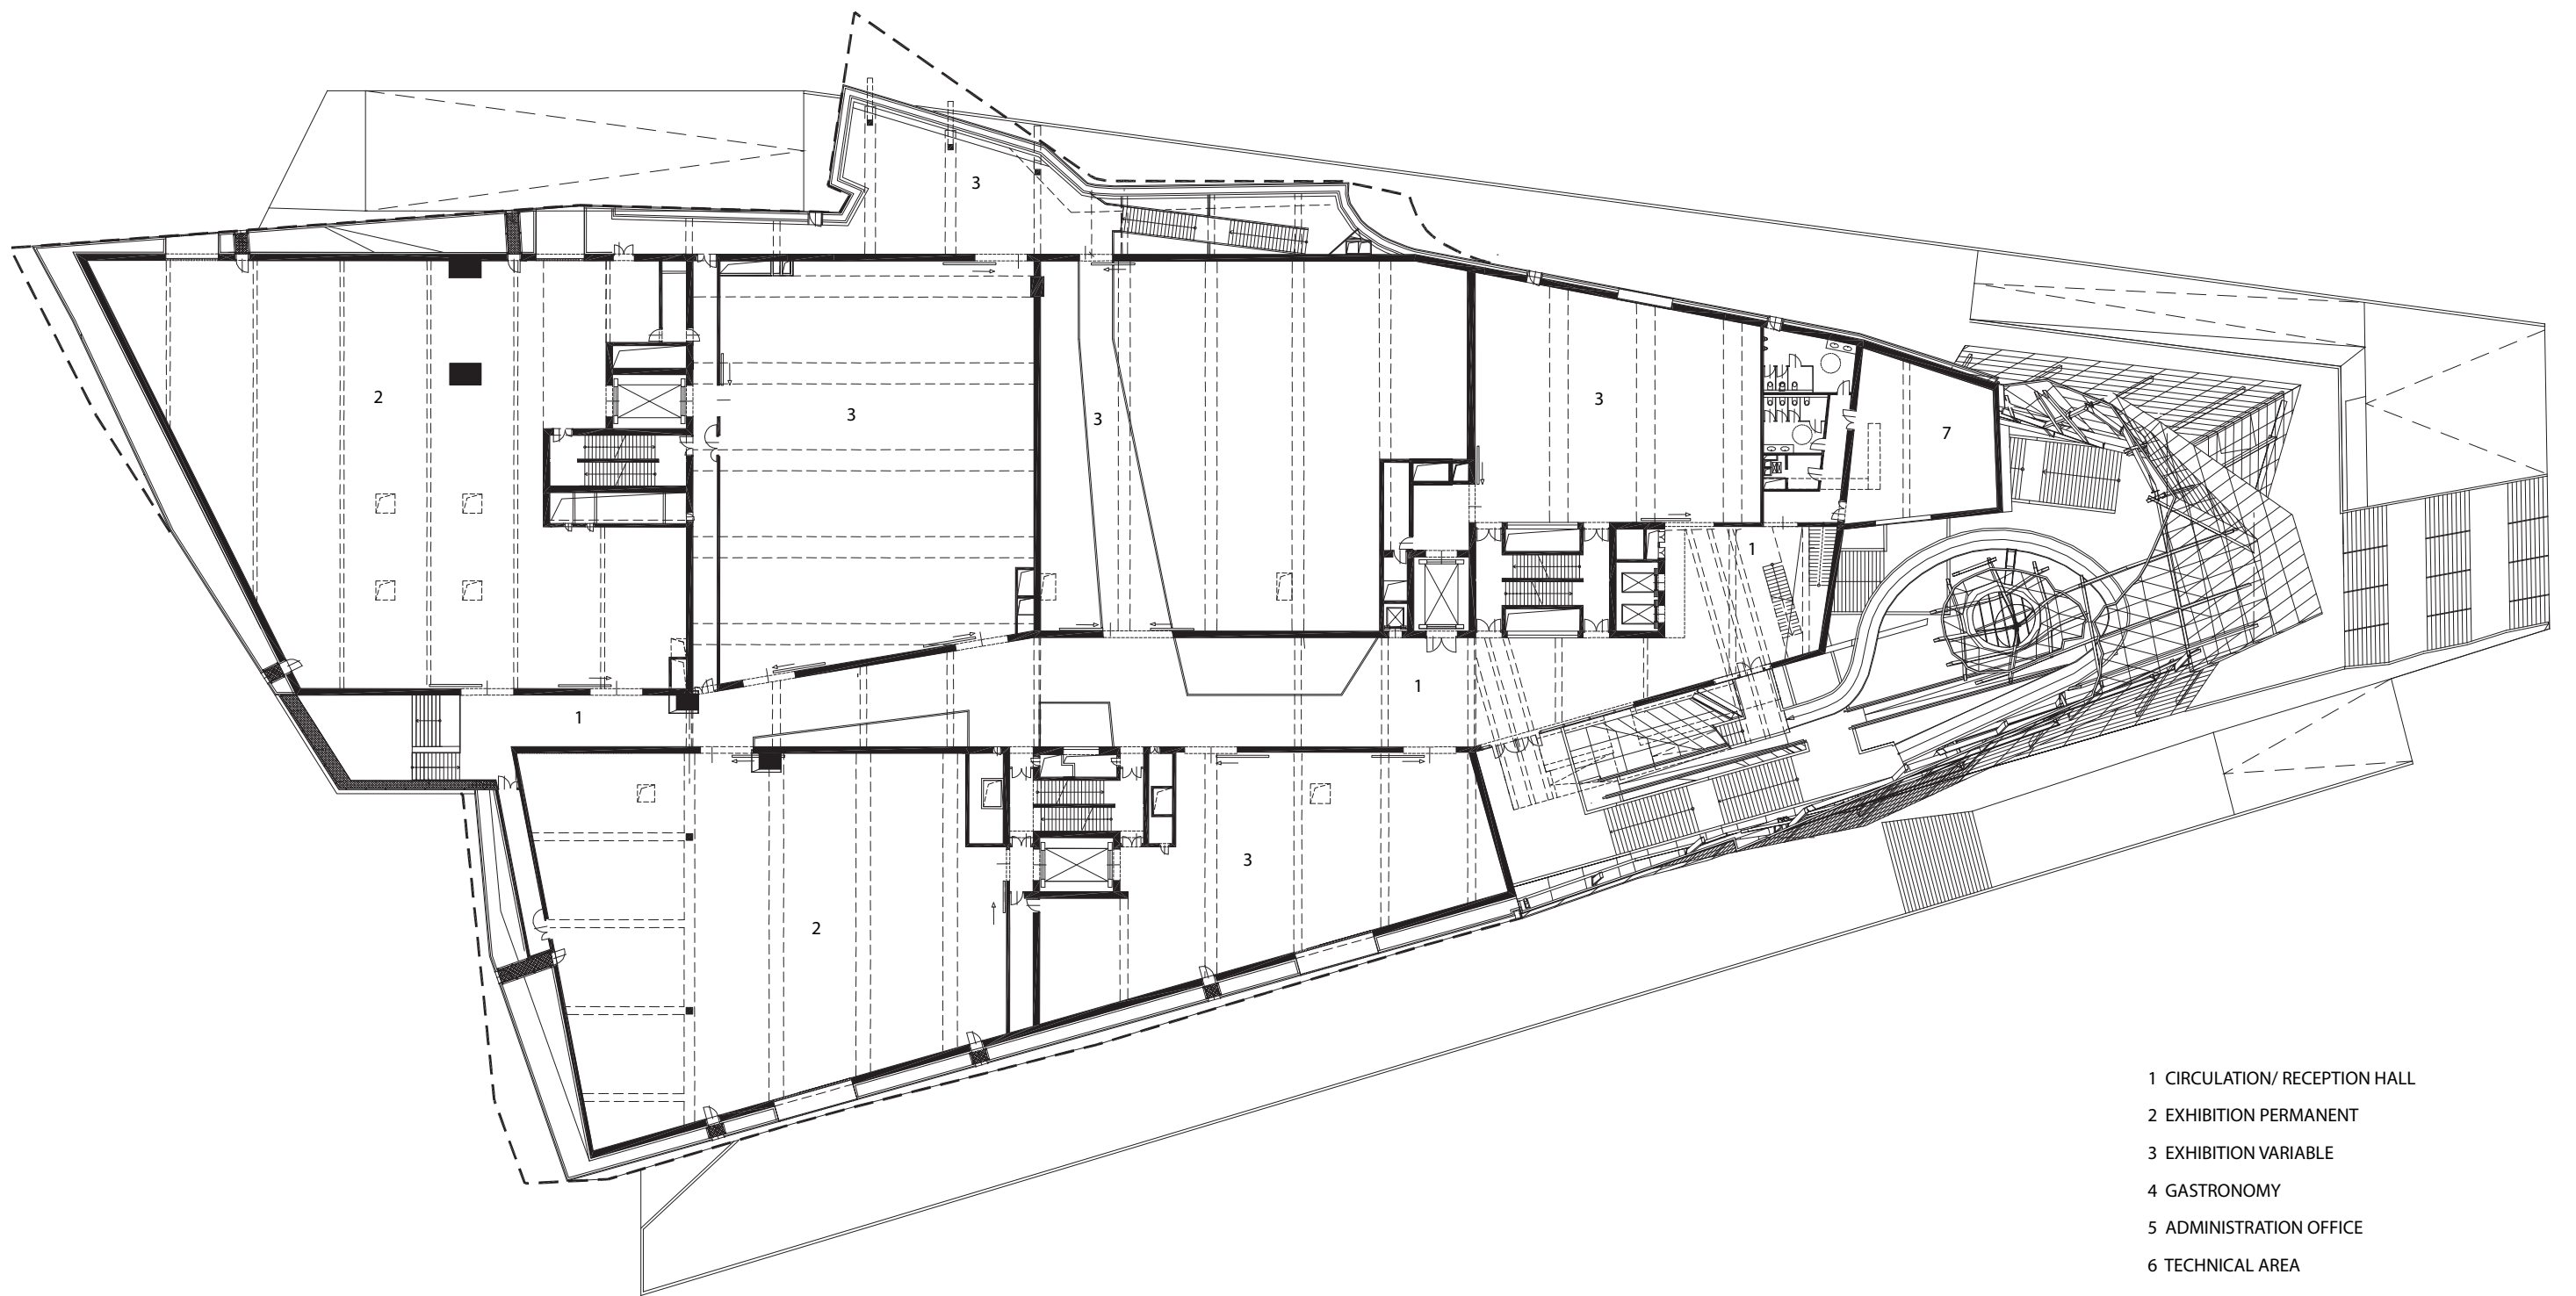 3
2
3
3
3
7
1
1
1
3
2
1 CIRCULATION/ RECEPTION HALL
2 EXHIBITION PERMANENT
3 EXHIBITION VARIABLE
4 GASTRONOMY
5 ADMINISTRATION OFFICE
6 TECHNICAL AREA